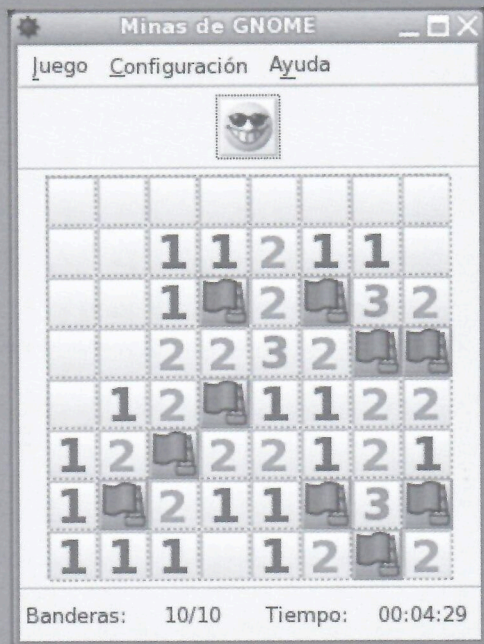 Minas de GNOME
Juego Configuración Ayuda
1 1 2 1 1
1 2 3 2
2 2 3 2
1 2 1 1 2 2
1 2 2 2 1 2 1
1 2 1 1 3
1 1 1 1 2 2
Banderas: 10/10 Tiempo: 00:04:29